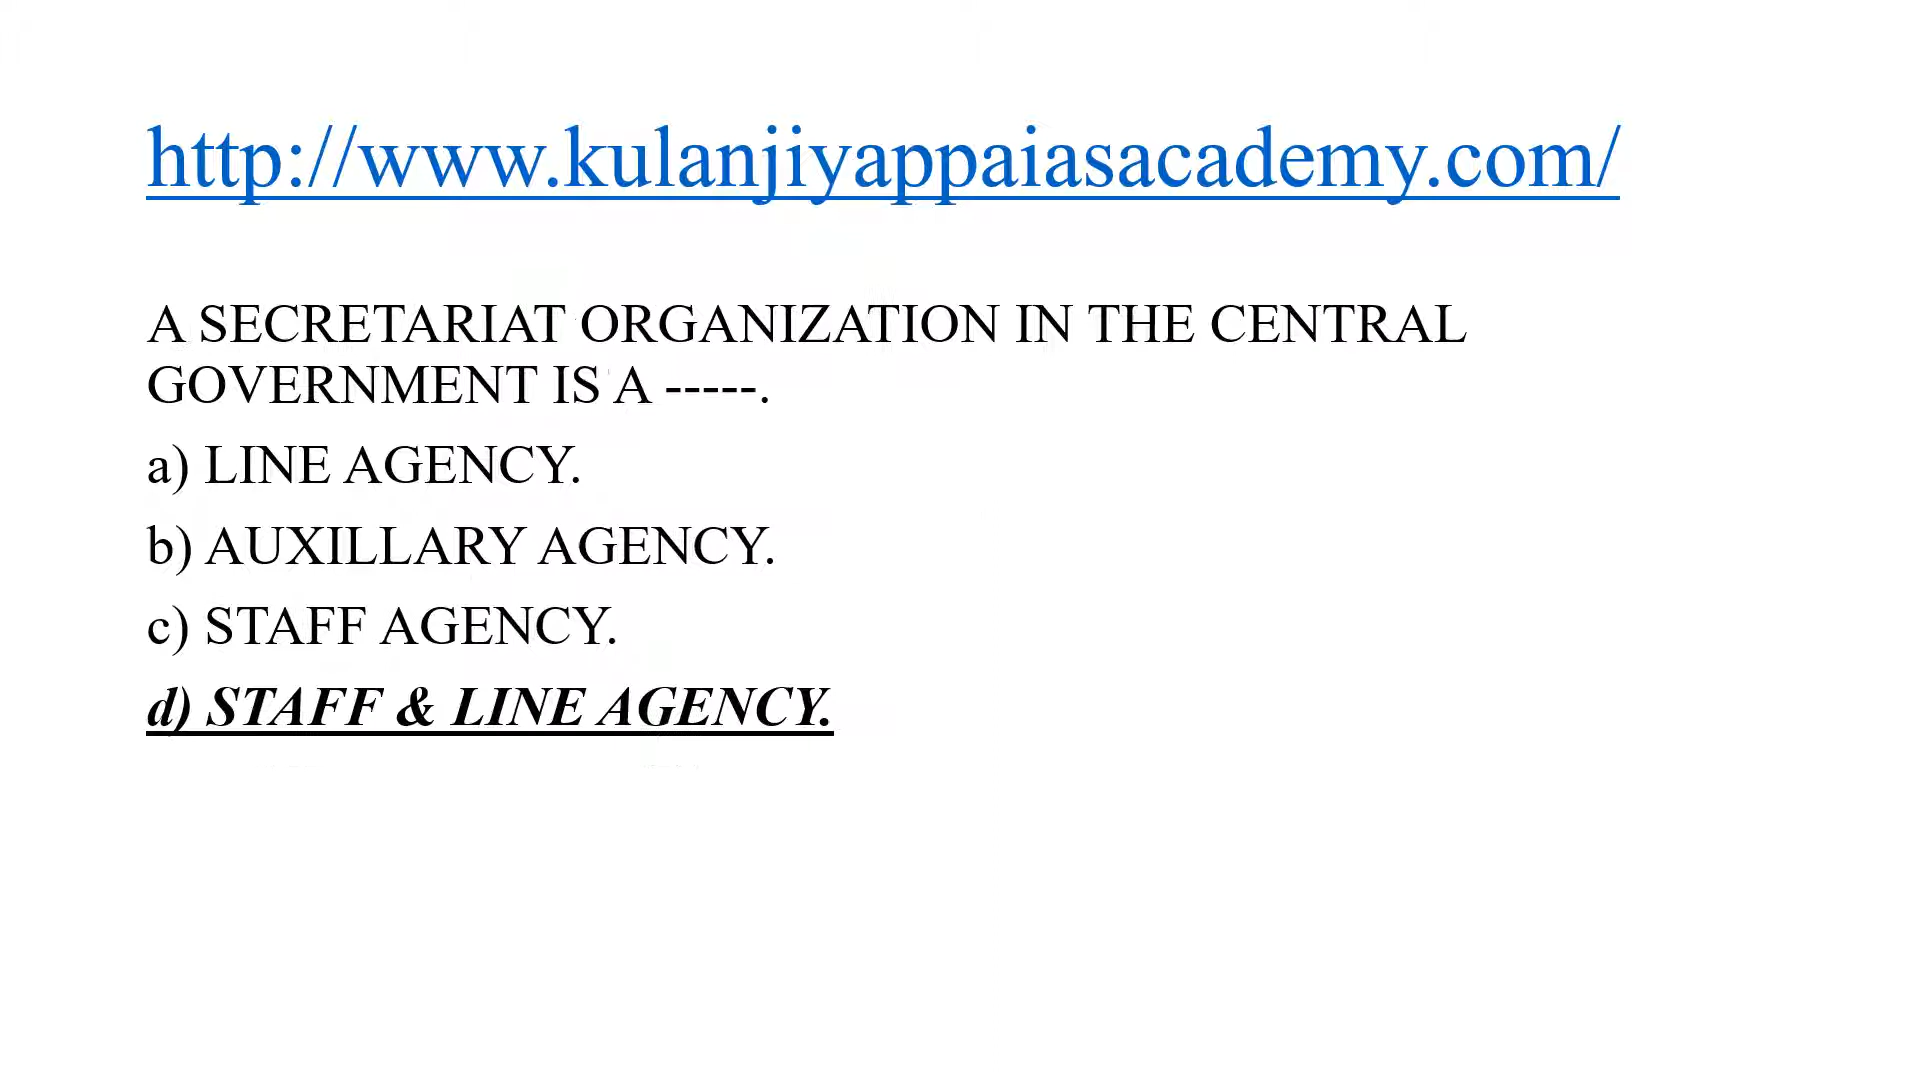 http://www.kulanjiyappaiasacademy.com/
A SECRETARIAT ORGANIZATION IN THE CENTRAL
GOVERNMENT IS A -----.
a) LINE AGENCY.
b) AUXILLARY AGENCY.
c) STAFF AGENCY.
d) STAFF & LINE AGENCY.